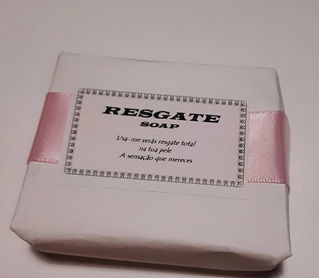 RESGATE
SOAP
Usa-me verás resgate total
na tua pele
A sensação que mereces